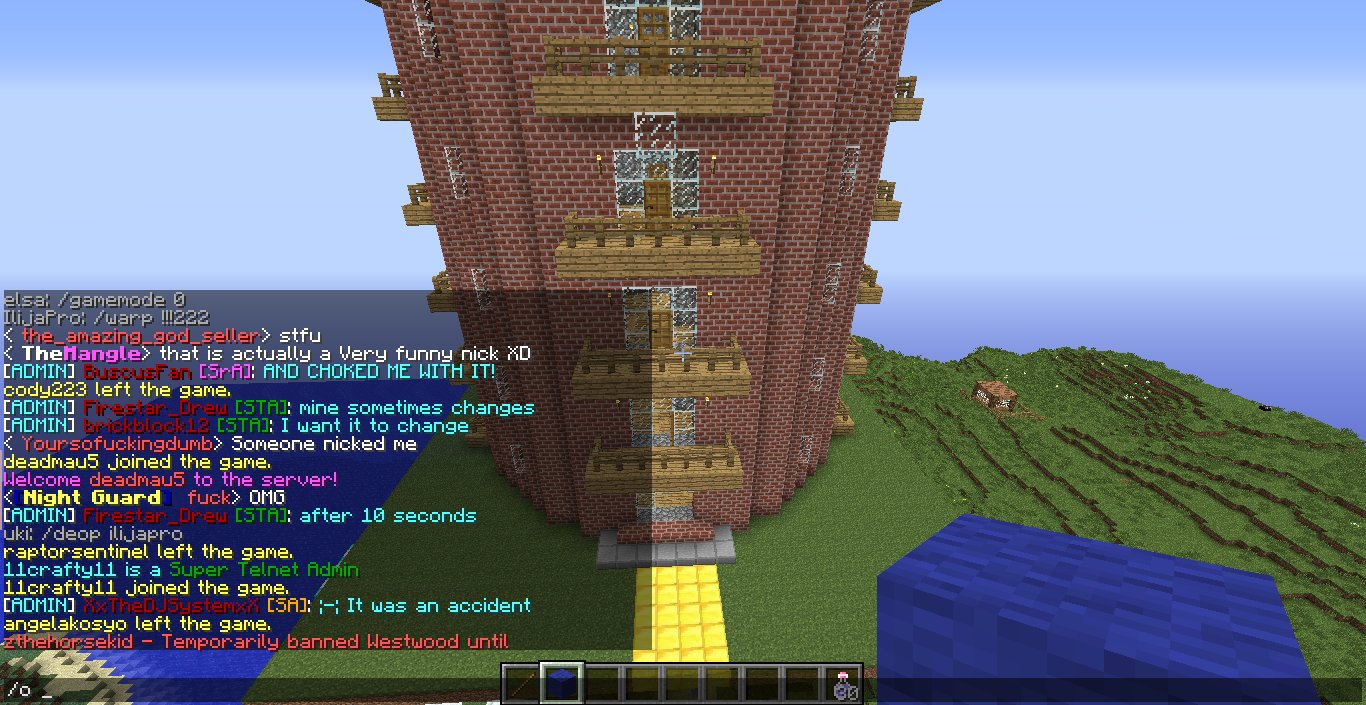 elsa: /gamemode 0
IlijaPro: /warp !!!222
< the_amazing_god_seller> stfu
< TheMangle> that is actually a Very funny nick XD
[ADMIN] BuscusFan [SrA]: AND CHOKED ME WITH IT!
cody223 left the game.
[ADMIN] Firestar_Drew [STA]: mine sometimes changes
[ADMIN] brickblock12 [STA]: I want it to change
< Yoursofuckingdumb> Someone nicked me
deadmau5 joined the game.
Welcome deadmau5 to the server!
< Night Guard fuck> OMG
[ADMIN] Firestar_Drew [STA]: after 10 seconds
uki: /deop ilijapro
raptorsentinel left the game.
11crafty11 is a Super Telnet Admin
11crafty11 joined the game.
[ADMIN] XxTheDJSystemxX [SA]: ;-; It was an accident
angelakosyo left the game.
zthehorsekid - Temporarily banned Westwood until
/o _